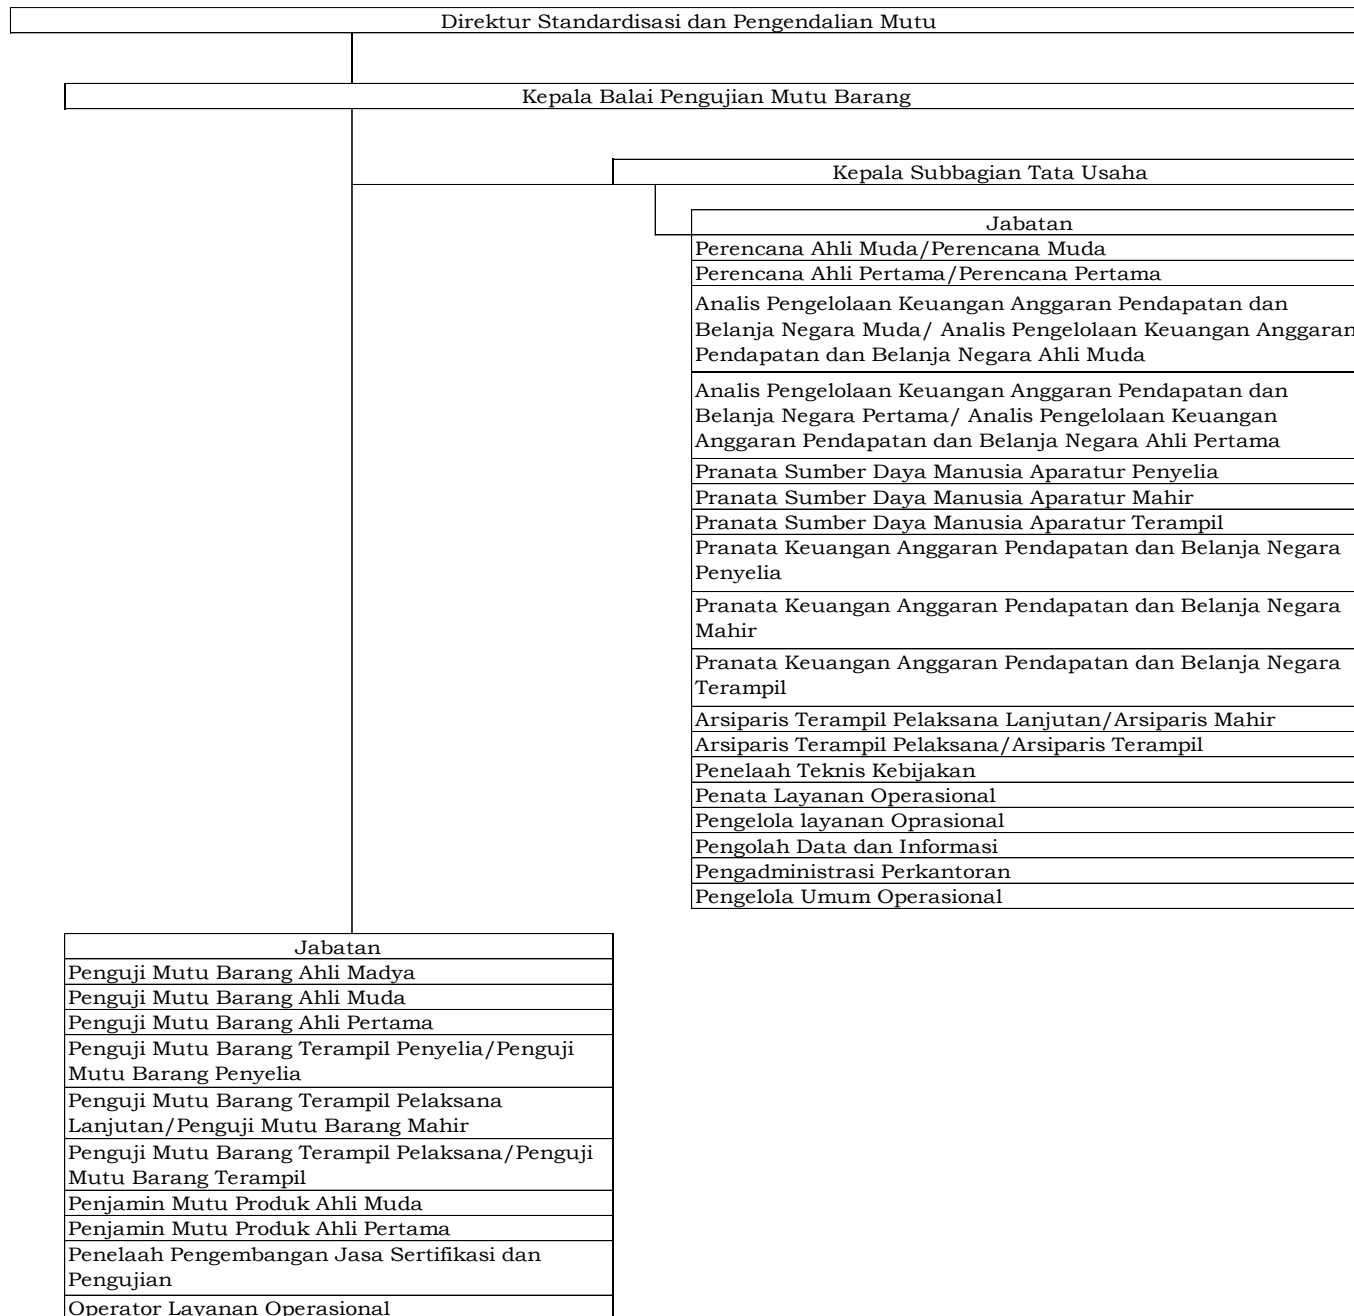 Direktur Standardisasi dan Pengendalian Mutu
Kepala Balai Pengujian Mutu Barang
Kepala Subbagian Tata Usaha
Jabatan
Perencana Ahli Muda/Perencana Muda
Perencana Ahli Pertama/Perencana Pertama
Analis Pengelolaan Keuangan Anggaran Pendapatan dan
Belanja Negara Muda/ Analis Pengelolaan Keuangan Anggaran
Pendapatan dan Belanja Negara Ahli Muda
Analis Pengelolaan Keuangan Anggaran Pendapatan dan
Belanja Negara Pertama/ Analis Pengelolaan Keuangan
Anggaran Pendapatan dan Belanja Negara Ahli Pertama
Pranata Sumber Daya Manusia Aparatur Penyelia
Pranata Sumber Daya Manusia Aparatur Mahir
Pranata Sumber Daya Manusia Aparatur Terampil
Pranata Keuangan Anggaran Pendapatan dan Belanja Negara
Penyelia
Pranata Keuangan Anggaran Pendapatan dan Belanja Negara
Mahir
Pranata Keuangan Anggaran Pendapatan dan Belanja Negara
Terampil
Arsiparis Terampil Pelaksana Lanjutan/Arsiparis Mahir
Arsiparis Terampil Pelaksana/Arsiparis Terampil
Penelaah Teknis Kebijakan
Penata Layanan Operasional
Pengelola layanan Oprasional
Pengolah Data dan Informasi
Pengadministrasi Perkantoran
Pengelola Umum Operasional
Jabatan
Penguji Mutu Barang Ahli Madya
Penguji Mutu Barang Ahli Muda
Penguji Mutu Barang Ahli Pertama
Penguji Mutu Barang Terampil Penyelia/Penguji
Mutu Barang Penyelia
Penguji Mutu Barang Terampil Pelaksana
Lanjutan/Penguji Mutu Barang Mahir
Penguji Mutu Barang Terampil Pelaksana/Penguji
Mutu Barang Terampil
Penjamin Mutu Produk Ahli Muda
Penjamin Mutu Produk Ahli Pertama
Penelaah Pengembangan Jasa Sertifikasi dan
Pengujian
Operator Layanan Operasional